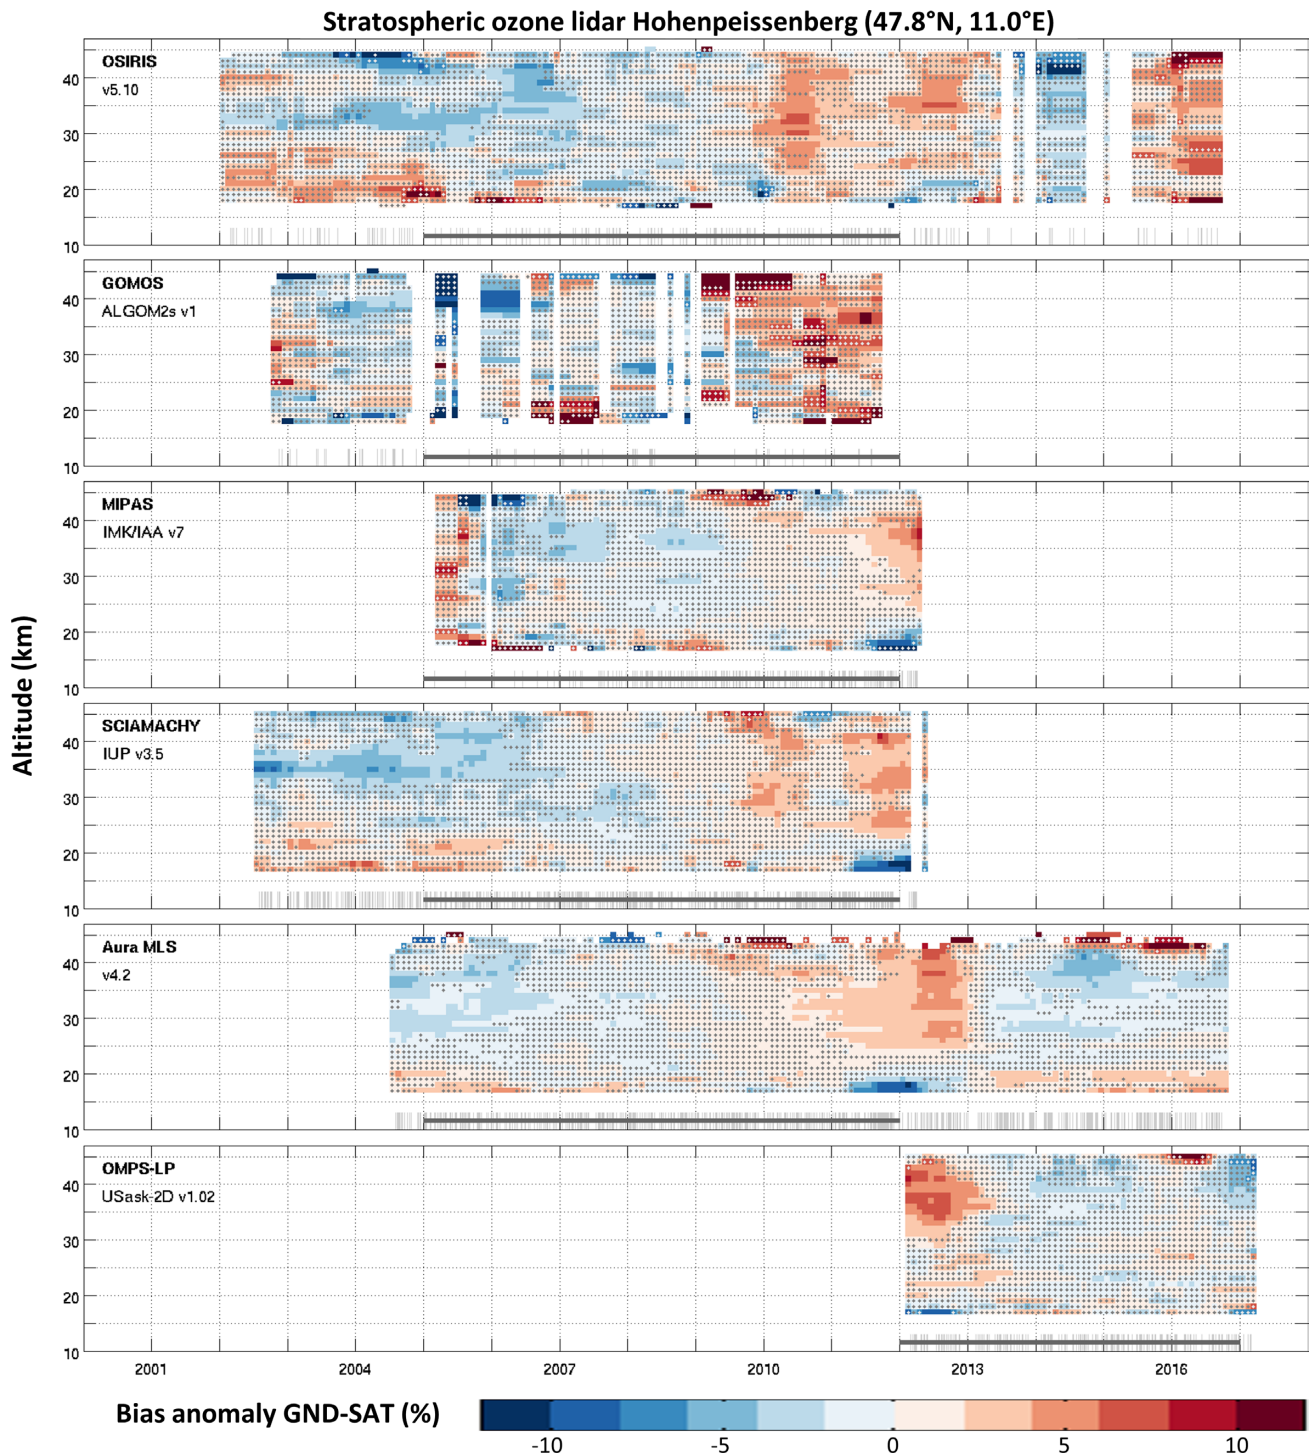 Stratospheric ozone lidar Hohenpeissenberg (47.8°N, 11.0°E)
Altitude (km)
OSIRIS
v5.10
40
30
20
10
GOMOS
ALGOM2s v1
40
30
20
10
MIPAS
IMK/IAA v7
40
30
20
10
SCIAMACHY
IUP v3.5
40
30
20
10
Aura MLS
v4.2
40
30
20
10
OMPS-LP
USask-2D v1.02
40
30
20
10
2001 2004 2007 2010 2013 2016
Bias anomaly GND-SAT (%)
-10 -5 0 5 10